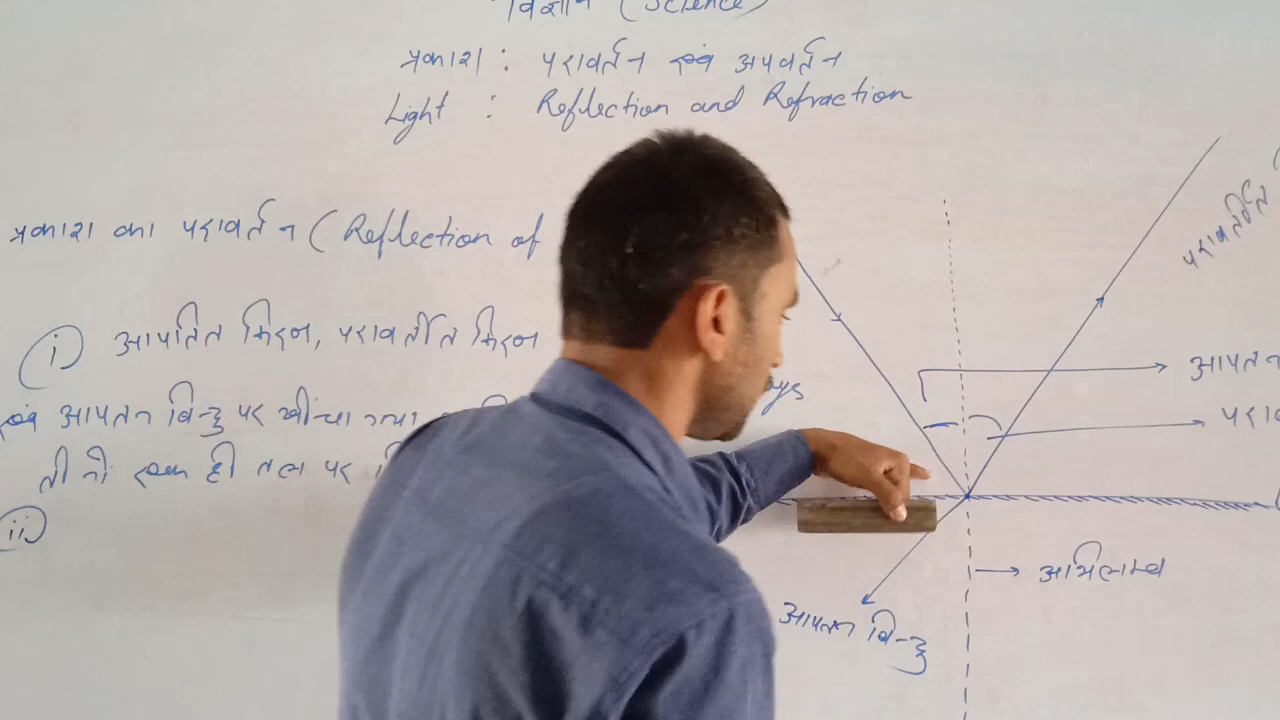 विज्ञान (Science)
प्रकाश : परावर्तन एवं अपवर्तन
Light : Reflection and Refraction
प्रकाश का परावर्तन (Reflection of
(i) आपतित किरण, परावर्तीत किरण
एवं आपतन बिन्दु पर खींचा गया
तीनों एक ही तल पर
(ii)
परावर्तित
आपतन
परा
अभिलम्ब
आपतन बिन्दु